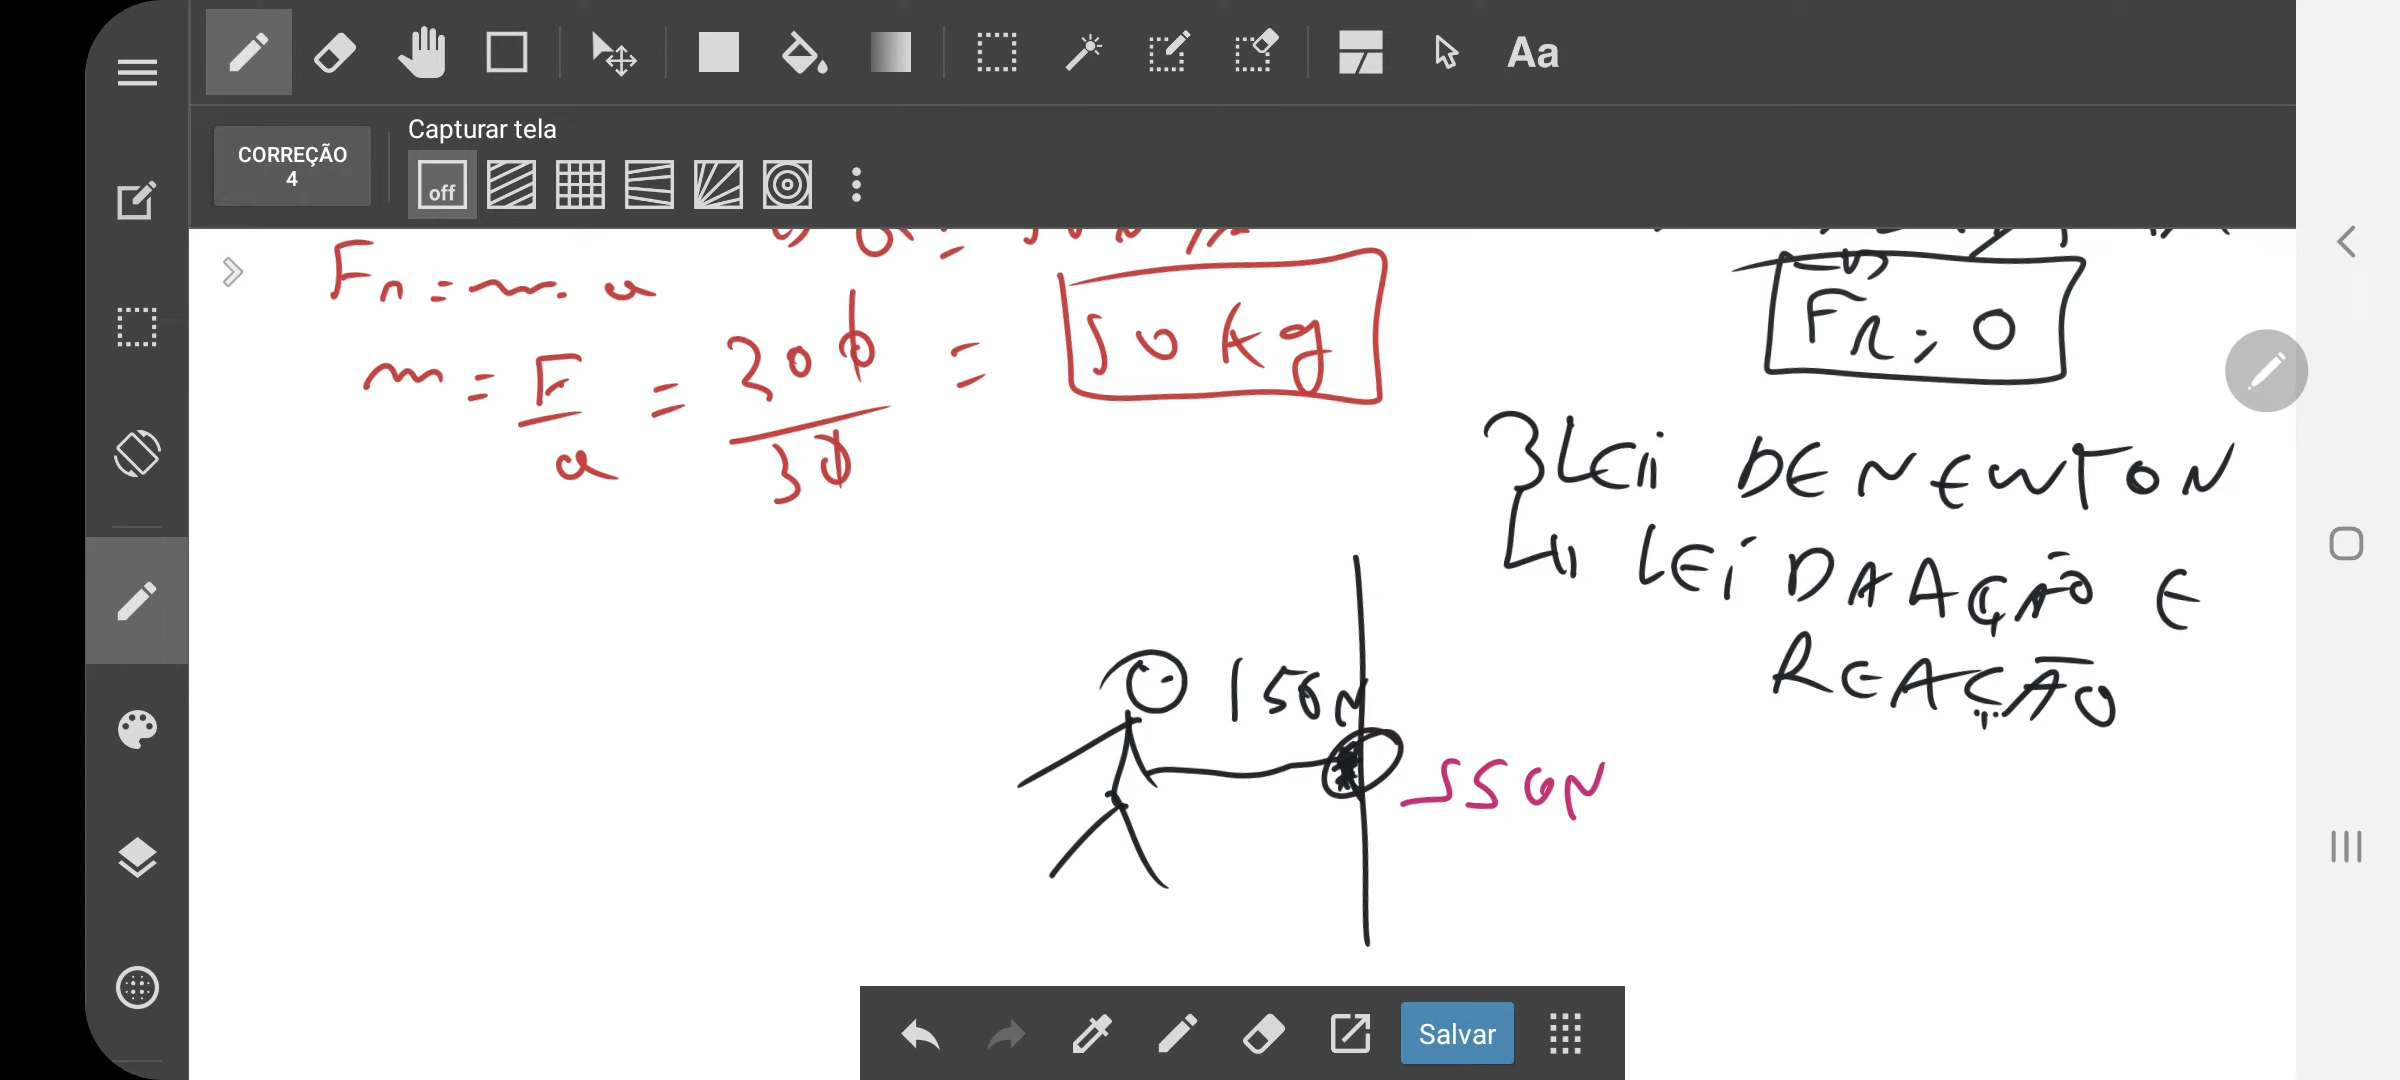 Aa
CORREÇÃO
4
Capturar tela
off
Fn = m. a
m = F/a = 300/30 = 10 kg
FR = 0
3 LEi DE NEWTON
LEi DA AÇÃO E
REAÇÃO
150N
150N
Salvar